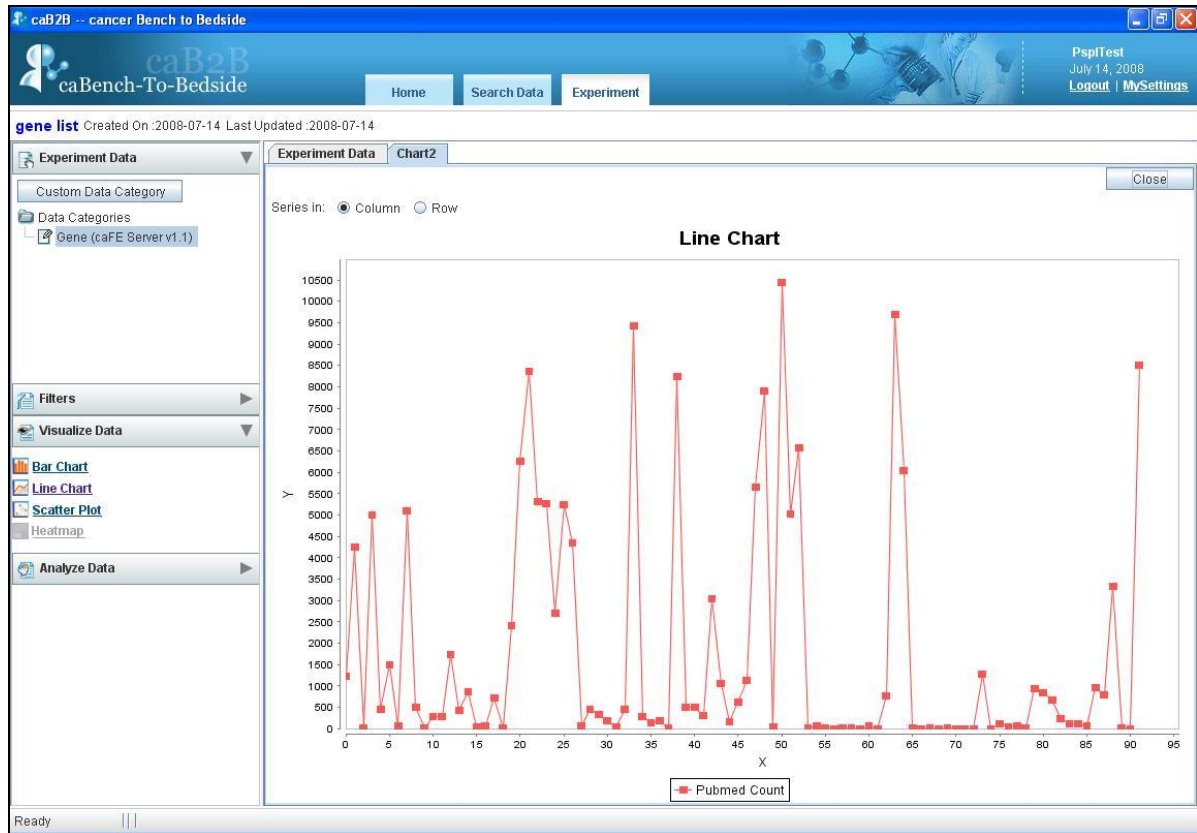 caB2B -- cancer Bench to Bedside
caB2B
caBench-To-Bedside
Home
Search Data
Experiment
PspITest
July 14, 2008
Logout | MySettings
gene list Created On :2008-07-14 Last Updated :2008-07-14
Experiment Data
Custom Data Category
Data Categories
Gene (caFE Server v1.1)
Filters
Visualize Data
Bar Chart
Line Chart
Scatter Plot
Heatmap
Analyze Data
Experiment Data
Chart2
Close
Series in: Column Row
Line Chart
10500
10000
9500
9000
8500
8000
7500
7000
6500
6000
5500
5000
4500
4000
3500
3000
2500
2000
1500
1000
500
0
Y
0 5 10 15 20 25 30 35 40 45 50 55 60 65 70 75 80 85 90 95
X
Pubmed Count
Ready